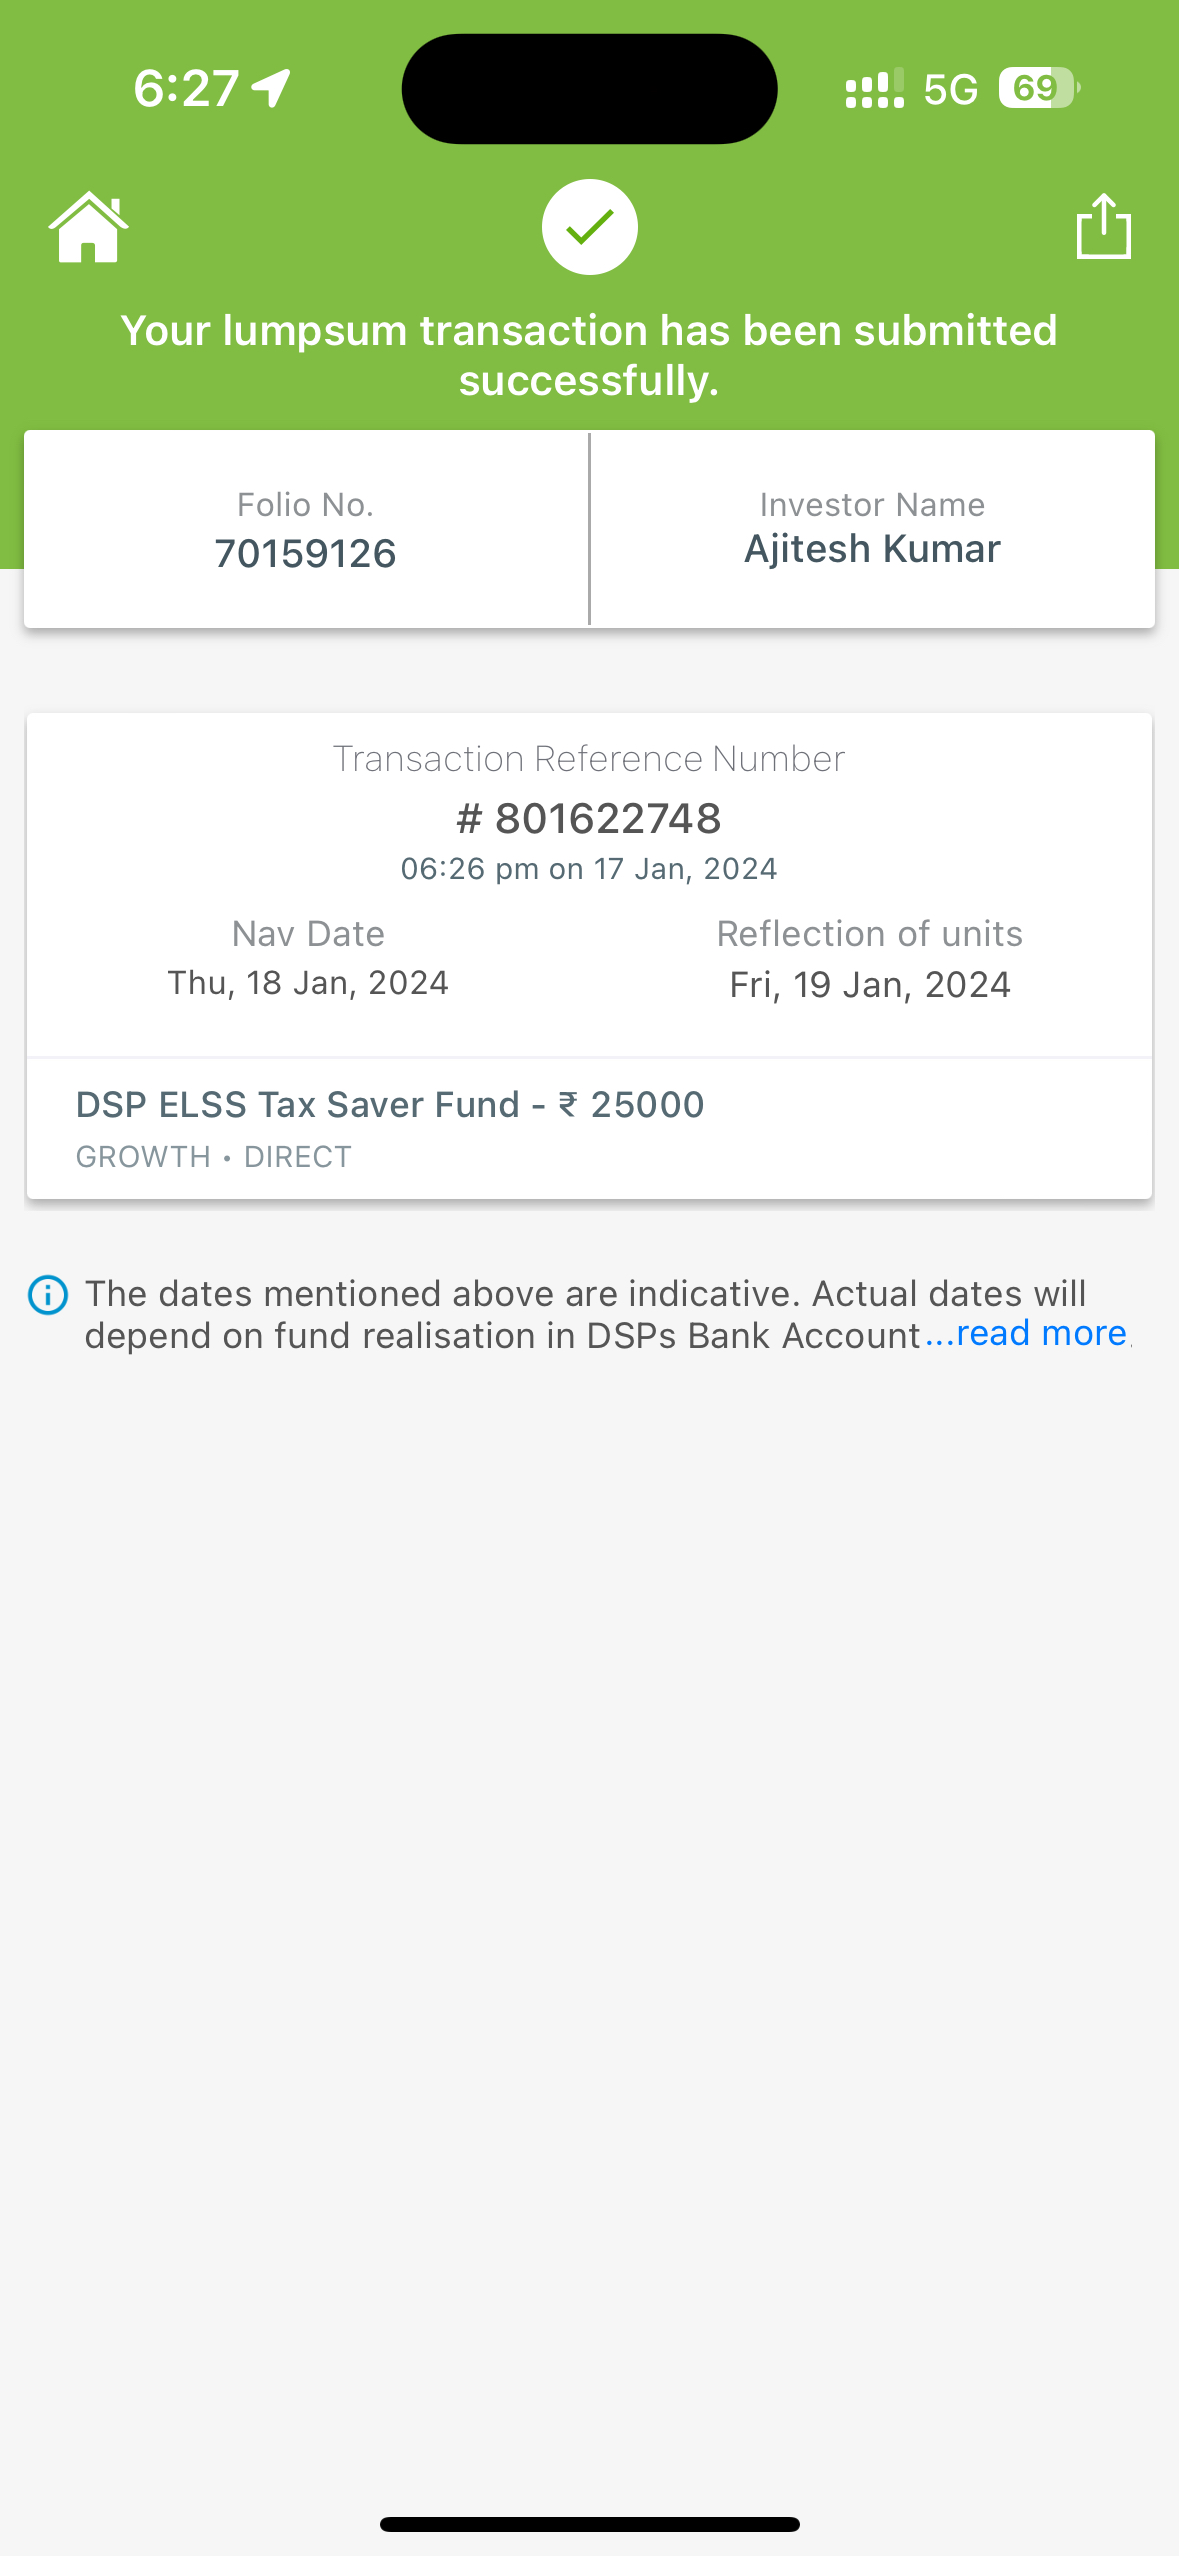 6:27
5G
69
Your lumpsum transaction has been submitted
successfully.
Folio No.
70159126
Investor Name
Ajitesh Kumar
Transaction Reference Number
# 801622748
06:26 pm on 17 Jan, 2024
Nav Date
Thu, 18 Jan, 2024
Reflection of units
Fri, 19 Jan, 2024
DSP ELSS Tax Saver Fund - ₹ 25000
GROWTH • DIRECT
The dates mentioned above are indicative. Actual dates will
depend on fund realisation in DSPs Bank Account...read more.